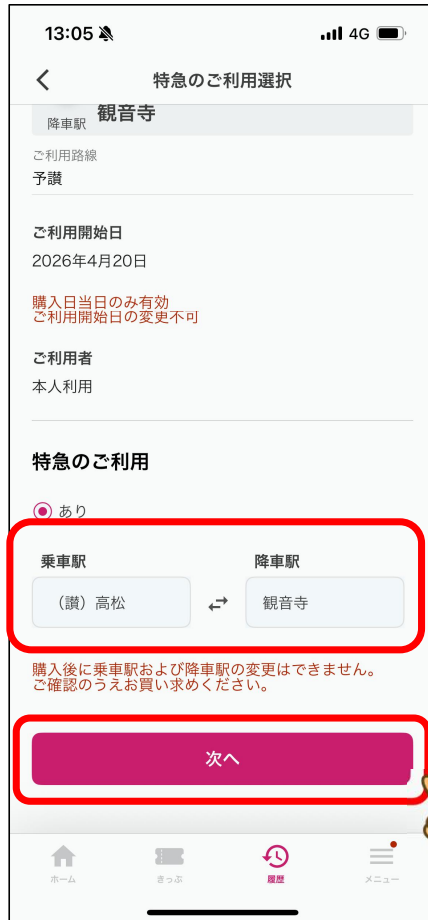 13:05
4G
特急のご利用選択
降車駅 観音寺
ご利用路線
予讃
ご利用開始日
2026年4月20日
購入日当日のみ有効
ご利用開始日の変更不可
ご利用者
本人利用
特急のご利用
あり
乗車駅 降車駅
（讃）高松 観音寺
購入後に乗車駅および降車駅の変更はできません。
ご確認のうえお買い求めください。
次へ
ホーム きっぷ 履歴 メニュー